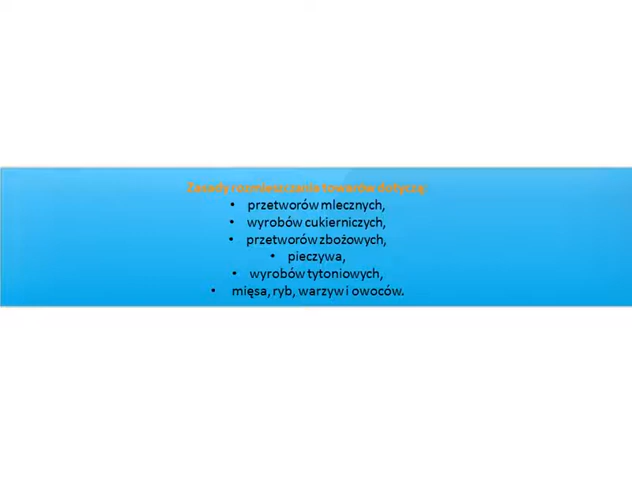 Zasady rozmieszczania towarów dotyczą:
• przetworów mlecznych,
• wyrobów cukierniczych,
• przetworów zbożowych,
• pieczywa,
• wyrobów tytoniowych,
• mięsa, ryb, warzyw i owoców.